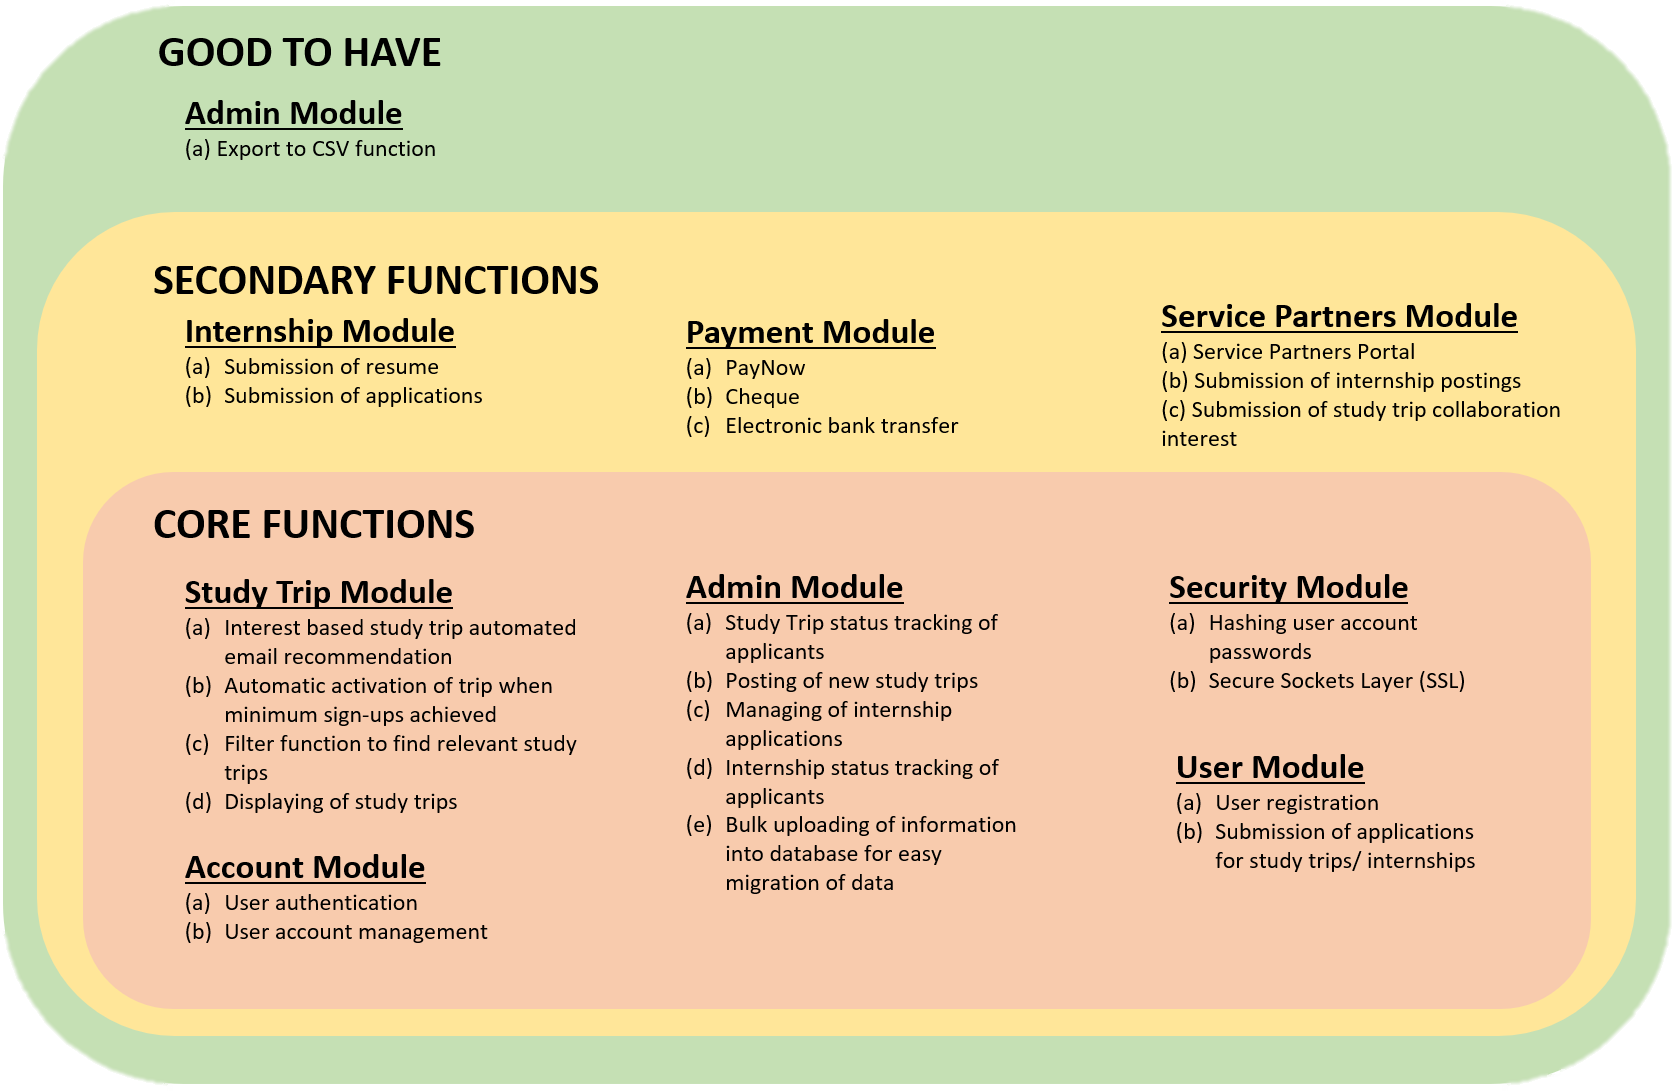 GOOD TO HAVE
Admin Module
(a) Export to CSV function
SECONDARY FUNCTIONS
Internship Module
(a) Submission of resume
(b) Submission of applications
Payment Module
(a) PayNow
(b) Cheque
(c) Electronic bank transfer
Service Partners Module
(a) Service Partners Portal
(b) Submission of internship postings
(c) Submission of study trip collaboration
interest
CORE FUNCTIONS
Study Trip Module
(a) Interest based study trip automated
email recommendation
(b) Automatic activation of trip when
minimum sign-ups achieved
(c) Filter function to find relevant study
trips
(d) Displaying of study trips
Account Module
(a) User authentication
(b) User account management
Admin Module
(a) Study Trip status tracking of
applicants
(b) Posting of new study trips
(c) Managing of internship
applications
(d) Internship status tracking of
applicants
(e) Bulk uploading of information
into database for easy
migration of data
Security Module
(a) Hashing user account
passwords
(b) Secure Sockets Layer (SSL)
User Module
(a) User registration
(b) Submission of applications
for study trips/ internships